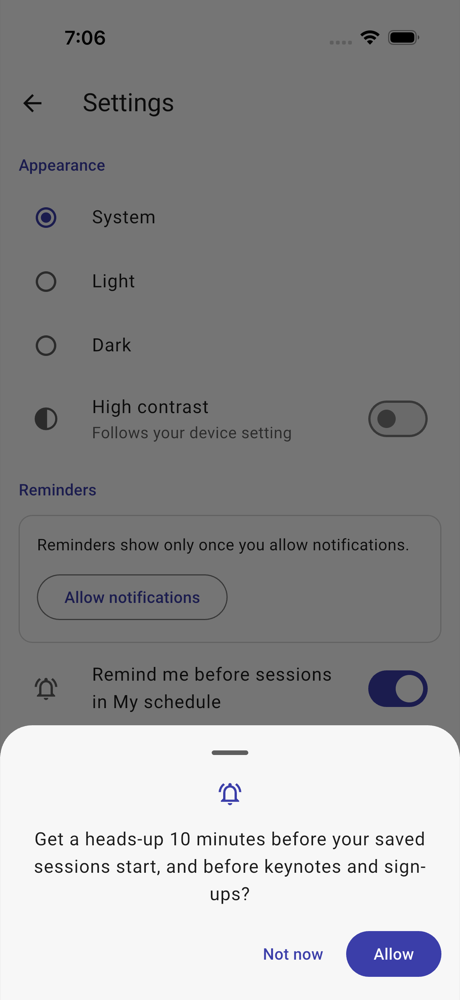 7:06
Settings
Appearance
System
Light
Dark
High contrast
Follows your device setting
Reminders
Reminders show only once you allow notifications.
Allow notifications
Remind me before sessions
in My schedule
Get a heads-up 10 minutes before your saved
sessions start, and before keynotes and sign-
ups?
Not now
Allow